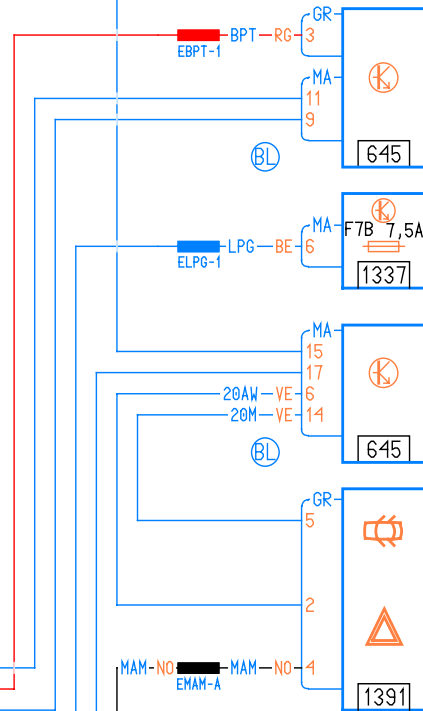 GR
BPT RG 3
EBPT-1
MA
11
9
BL
645
MA
F7B 7,5A
LPG BE 6
ELPG-1
1337
MA
15
17
20AW VE 6
20M VE 14
BL
645
GR
5
2
MAM NO MAM NO 4
EMAM-A
1391